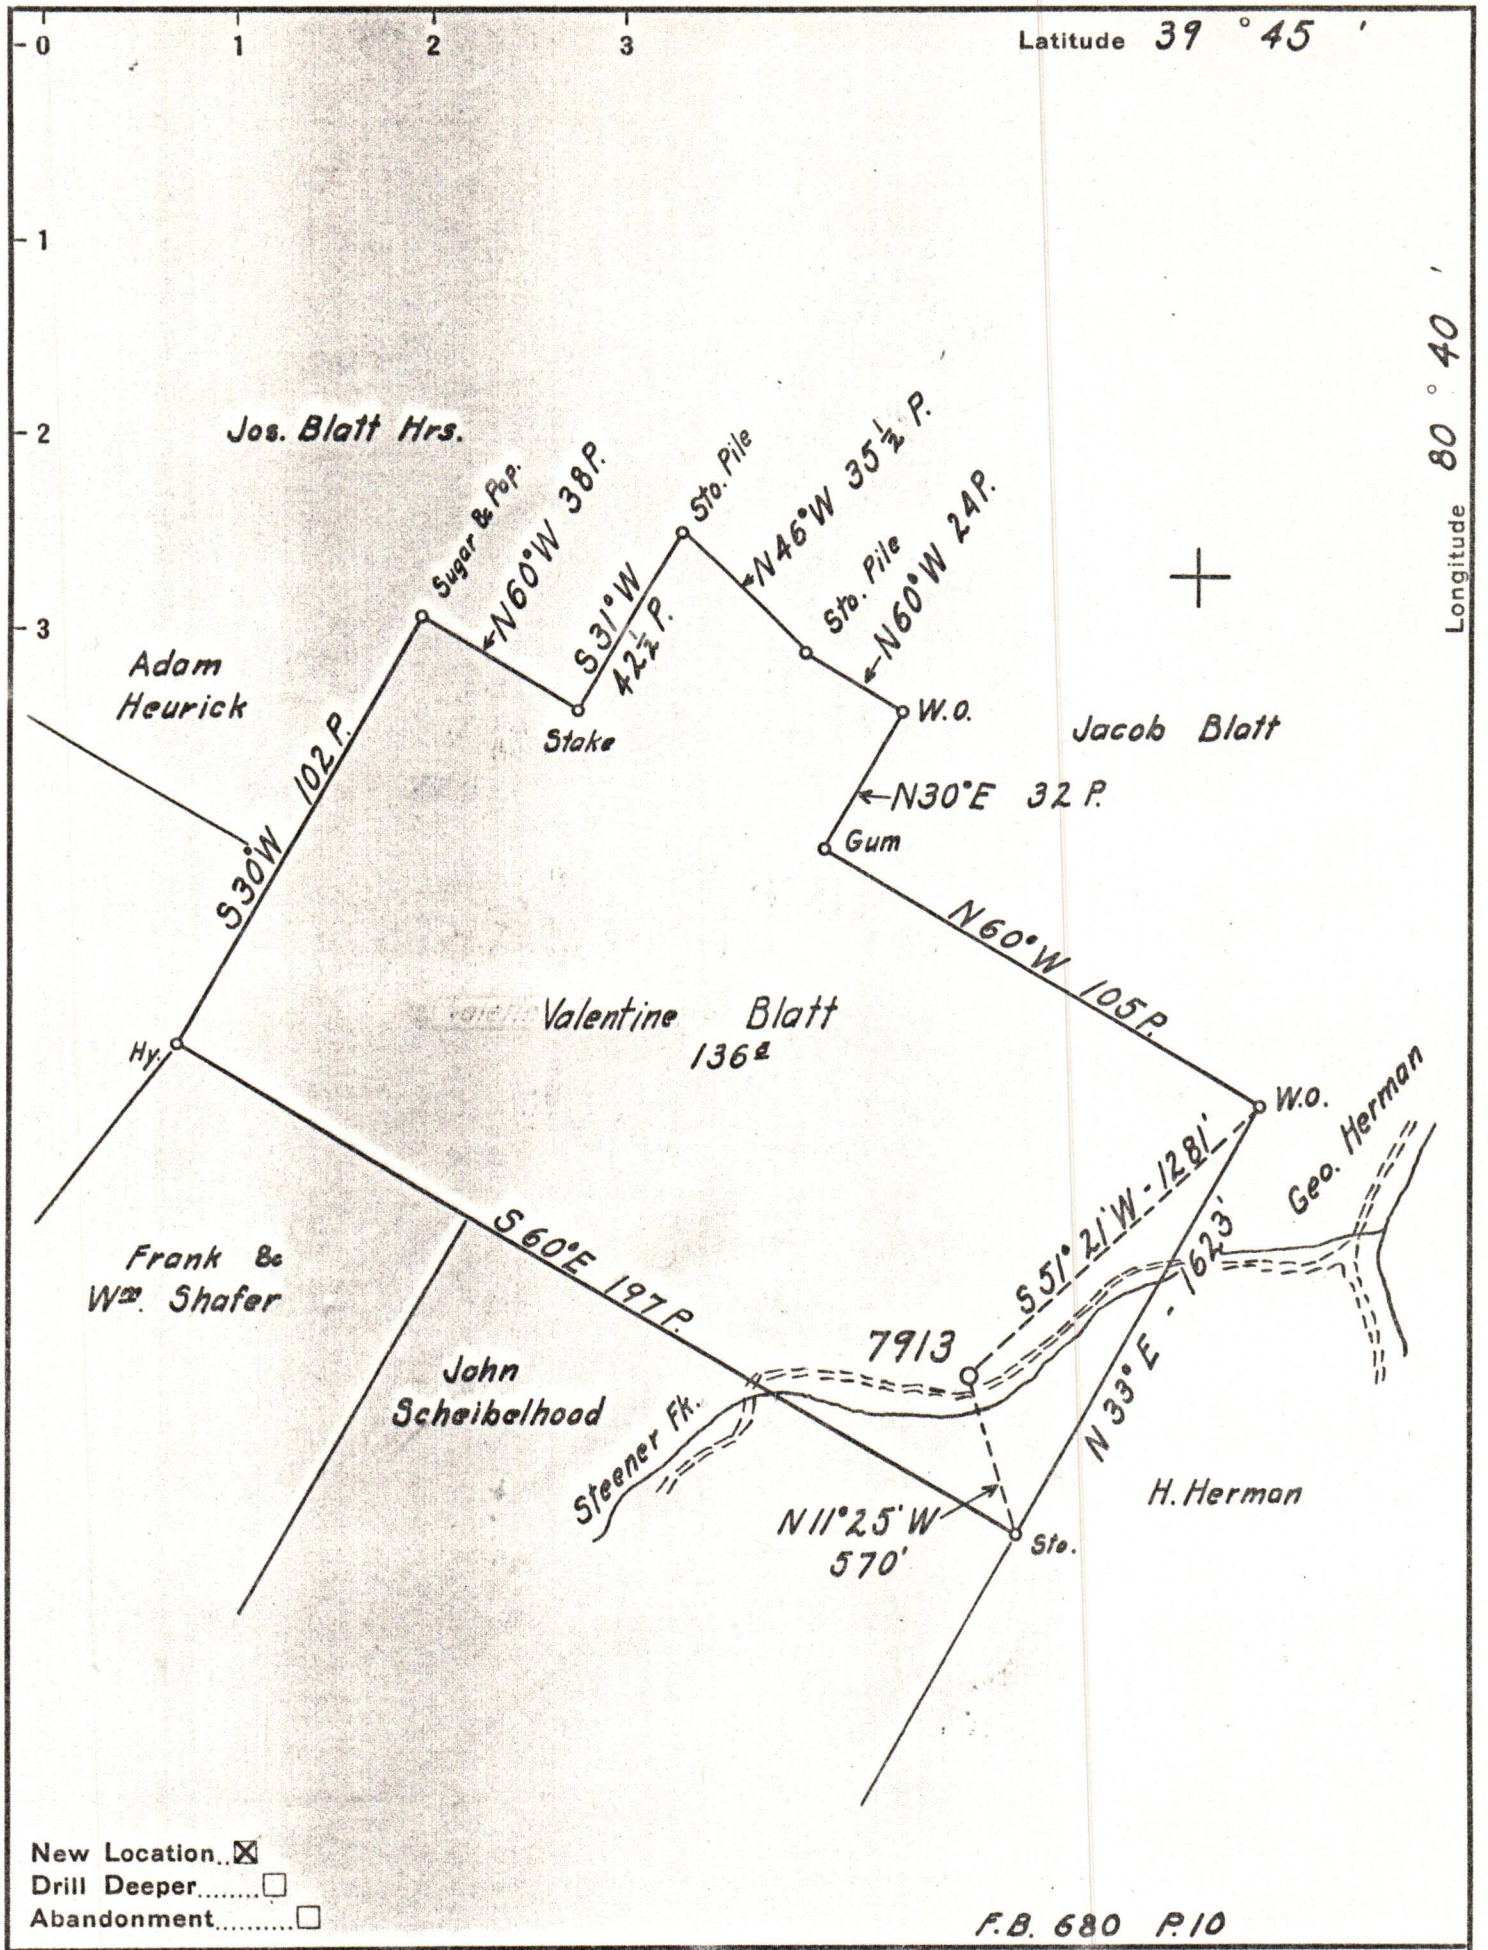 0 1 2 3
Latitude 39 ° 45 '
1
2
3
Longitude 80 ° 40 '
Jos. Blatt Hrs.
Sugar & Pop.
N60°W 38P.
Sto. Pile
N46°W 35½ P.
Sto. Pile
N60°W 24P.
S31°W
42½ P.
Adam
Heurick
Stake
W.O.
Jacob Blatt
102 P.
S30°W
N30°E 32 P.
Gum
N60°W 105P.
Valentine Blatt
136a
Hy.
W.O.
Geo. Herman
S51° 21'W - 1281'
Frank &
Wm. Shafer
S60°E 197 P.
N33°E - 1623'
7913
John
Scheibelhood
Steener Fk.
H. Herman
N11°25'W
570'
Sto.
New Location..☒
Drill Deeper........☐
Abandonment..........☐
F.B. 680 P.10